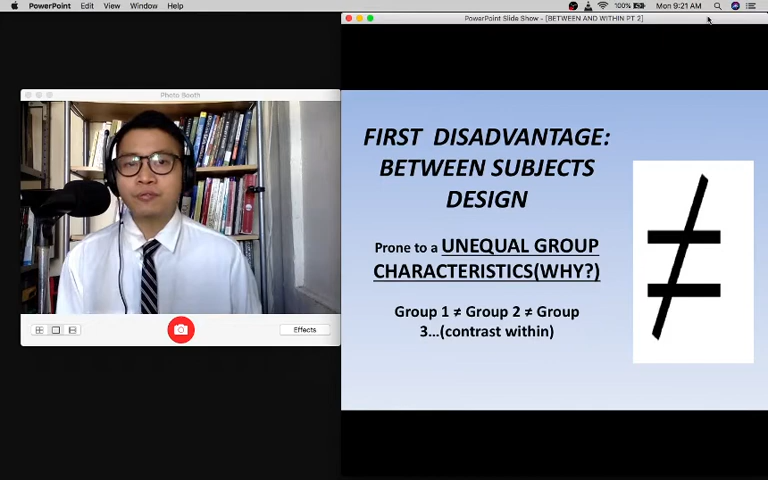 PowerPoint Edit View Window Help
100% Mon 9:21 AM
PowerPoint Slide Show - [BETWEEN AND WITHIN PT 2]
Photo Booth
FIRST DISADVANTAGE:
BETWEEN SUBJECTS
DESIGN
Prone to a UNEQUAL GROUP
CHARACTERISTICS(WHY?)
Group 1 ≠ Group 2 ≠ Group
3...(contrast within)
≠
Effects